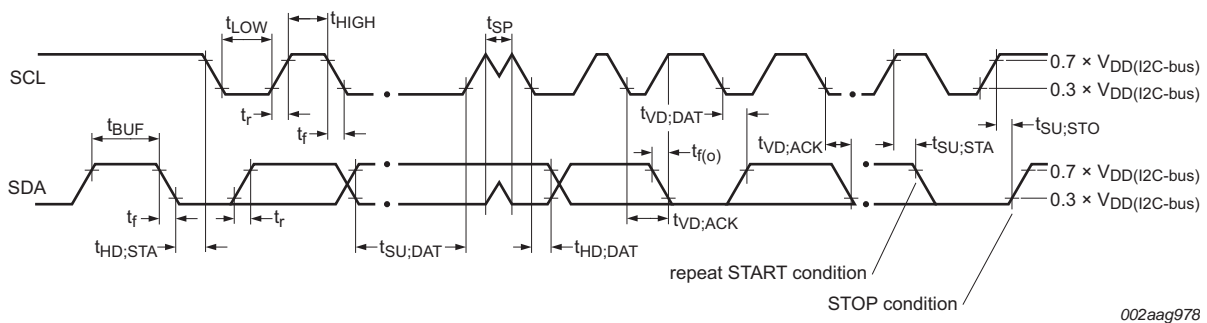 tLOW
tHIGH
tSP
SCL
0.7 × VDD(I2C-bus)
0.3 × VDD(I2C-bus)
tr
tf
tVD;DAT
tBUF
tSU;STO
tf(o)
tVD;ACK
tSU;STA
SDA
0.7 × VDD(I2C-bus)
0.3 × VDD(I2C-bus)
tf
tr
tVD;ACK
tHD;STA
tSU;DAT
tHD;DAT
repeat START condition
STOP condition
002aag978